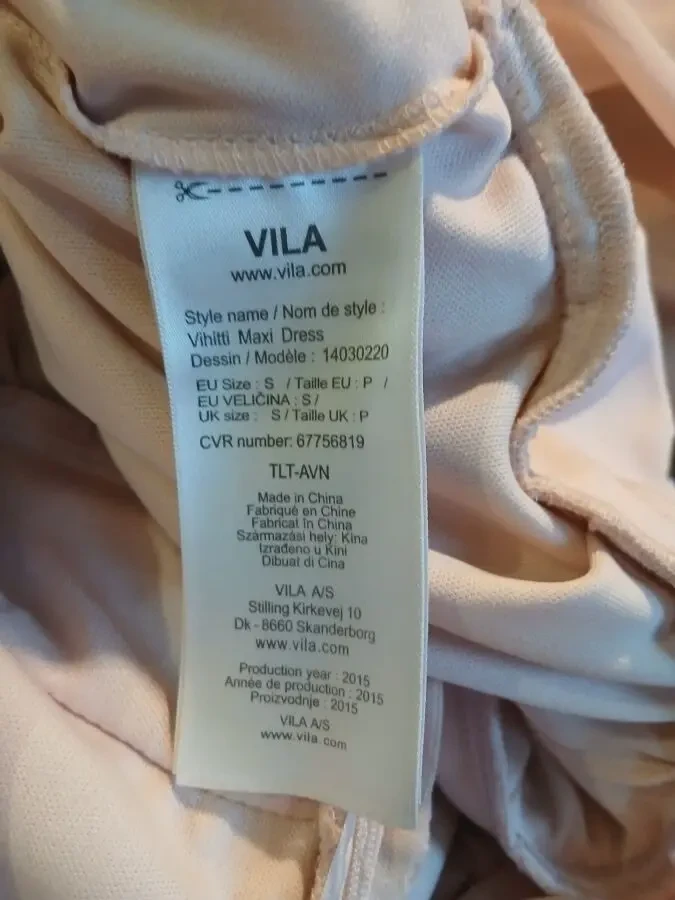 VILA
www.vila.com
Style name / Nom de style :
Vihitti Maxi Dress
Dessin / Modèle : 14030220
EU Size : S / Taille EU : P /
EU VELIČINA : S /
UK size : S / Taille UK : P
CVR number: 67756819
TLT-AVN
Made in China
Fabriqué en Chine
Fabricat în China
Származási hely: Kína
Izrađeno u Kini
Dibuat di Cina
VILA A/S
Stilling Kirkevej 10
Dk - 8660 Skanderborg
www.vila.com
Production year : 2015
Année de production : 2015
Proizvodnje : 2015
VILA A/S
www.vila.com